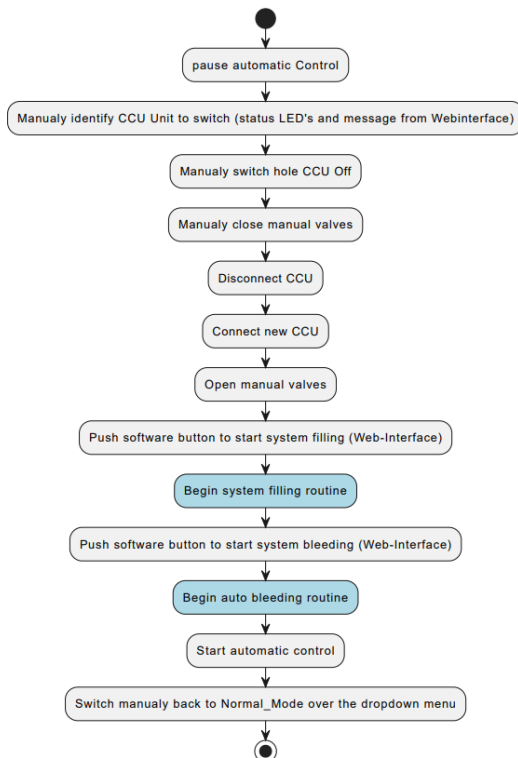 pause automatic Control
Manualy identify CCU Unit to switch (status LED's and message from Webinterface)
Manualy switch hole CCU Off
Manualy close manual valves
Disconnect CCU
Connect new CCU
Open manual valves
Push software button to start system filling (Web-Interface)
Begin system filling routine
Push software button to start system bleeding (Web-Interface)
Begin auto bleeding routine
Start automatic control
Switch manualy back to Normal_Mode over the dropdown menu